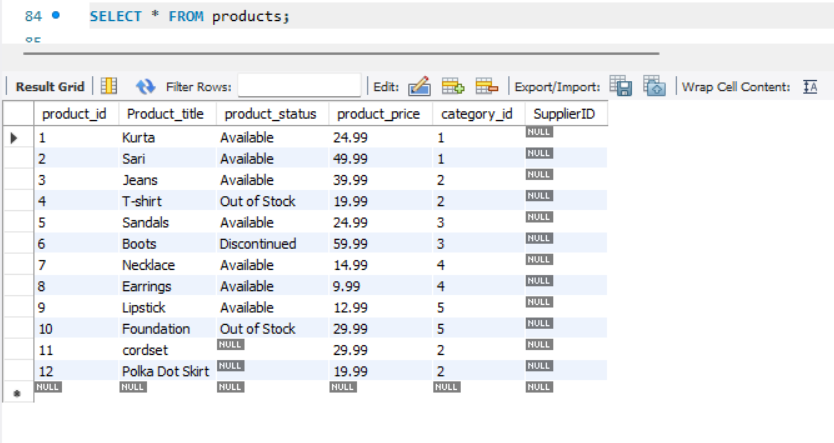 84 SELECT * FROM products;
85
Result Grid Filter Rows: Edit: Export/Import: Wrap Cell Content:
product_id Product_title product_status product_price category_id SupplierID
1 Kurta Available 24.99 1 NULL
2 Sari Available 49.99 1 NULL
3 Jeans Available 39.99 2 NULL
4 T-shirt Out of Stock 19.99 2 NULL
5 Sandals Available 24.99 3 NULL
6 Boots Discontinued 59.99 3 NULL
7 Necklace Available 14.99 4 NULL
8 Earrings Available 9.99 4 NULL
9 Lipstick Available 12.99 5 NULL
10 Foundation Out of Stock 29.99 5 NULL
11 cordset NULL 29.99 2 NULL
12 Polka Dot Skirt NULL 19.99 2 NULL
NULL NULL NULL NULL NULL NULL